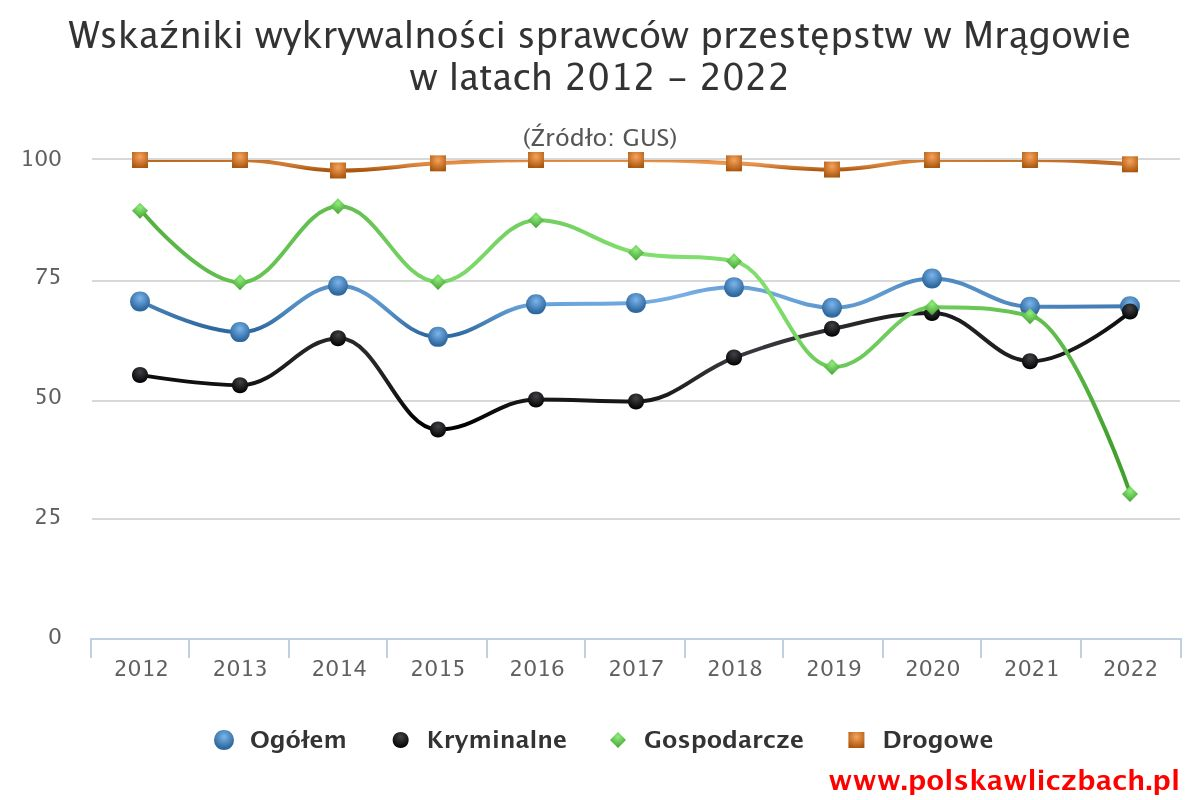 Wskaźniki wykrywalności sprawców przestępstw w Mrągowie
w latach 2012 – 2022
(Źródło: GUS)
100
75
50
25
0
2012 2013 2014 2015 2016 2017 2018 2019 2020 2021 2022
Ogółem Kryminalne Gospodarcze Drogowe
www.polskawliczbach.pl